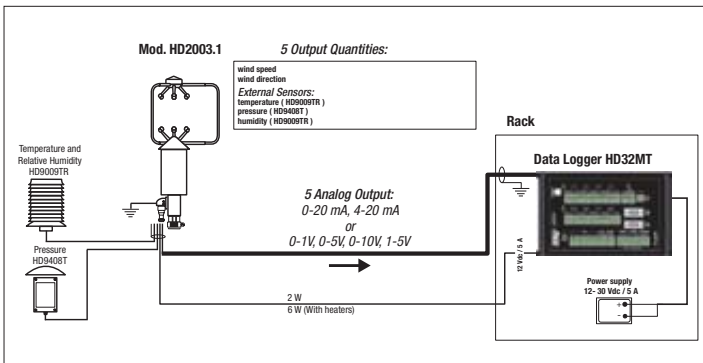 Mod. HD2003.1
5 Output Quantities:
wind speed
wind direction
External Sensors:
temperature ( HD9009TR )
pressure ( HD9408T )
humidity ( HD9009TR )
Rack
Data Logger HD32MT
Temperature and
Relative Humidity
HD9009TR
5 Analog Output:
0-20 mA, 4-20 mA
or
0-1V, 0-5V, 0-10V, 1-5V
Pressure
HD9408T
12 Vdc / 5 A
Power supply
12- 30 Vdc / 5 A
+
-
2 W
6 W (With heaters)